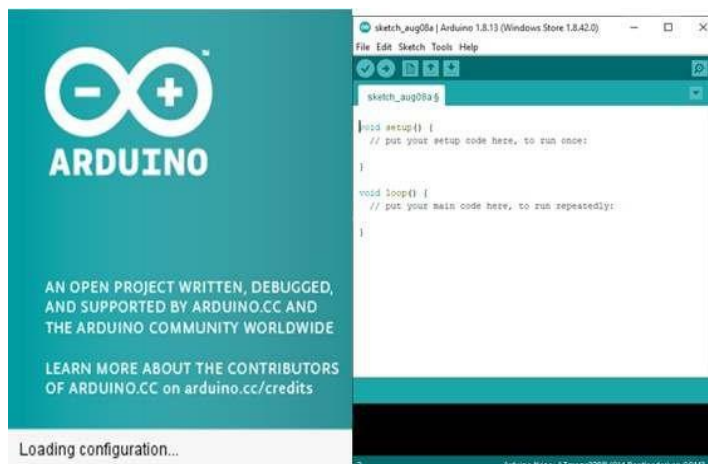 ™
ARDUINO
AN OPEN PROJECT WRITTEN, DEBUGGED,
AND SUPPORTED BY ARDUINO.CC AND
THE ARDUINO COMMUNITY WORLDWIDE
LEARN MORE ABOUT THE CONTRIBUTORS
OF ARDUINO.CC on arduino.cc/credits
Loading configuration...
sketch_aug08a | Arduino 1.8.13 (Windows Store 1.8.42.0)
File Edit Sketch Tools Help
sketch_aug08a §
void setup() {
// put your setup code here, to run once:
}
void loop() {
// put your main code here, to run repeatedly:
}